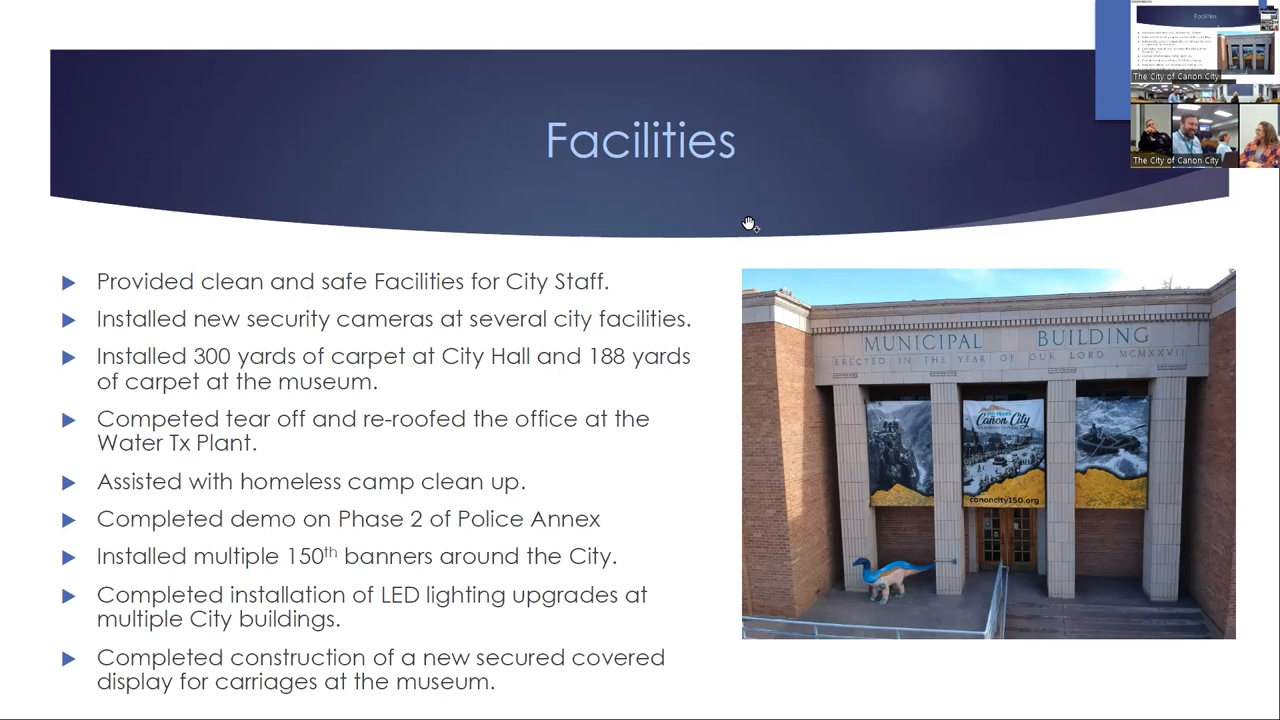 Facilities
The City of Canon City
The City of Canon City
Facilities
Provided clean and safe Facilities for City Staff.
Installed new security cameras at several city facilities.
Installed 300 yards of carpet at City Hall and 188 yards
of carpet at the museum.
Competed tear off and re-roofed the office at the
Water Tx Plant.
Assisted with homeless camp clean up.
Completed demo on Phase 2 of Police Annex
Installed multiple 150th banners around the City.
Completed installation of LED lighting upgrades at
multiple City buildings.
Completed construction of a new secured covered
display for carriages at the museum.
MUNICIPAL BUILDING
ERECTED IN THE YEAR OF OUR LORD MCMXXVII
Canon City
canoncity150.org